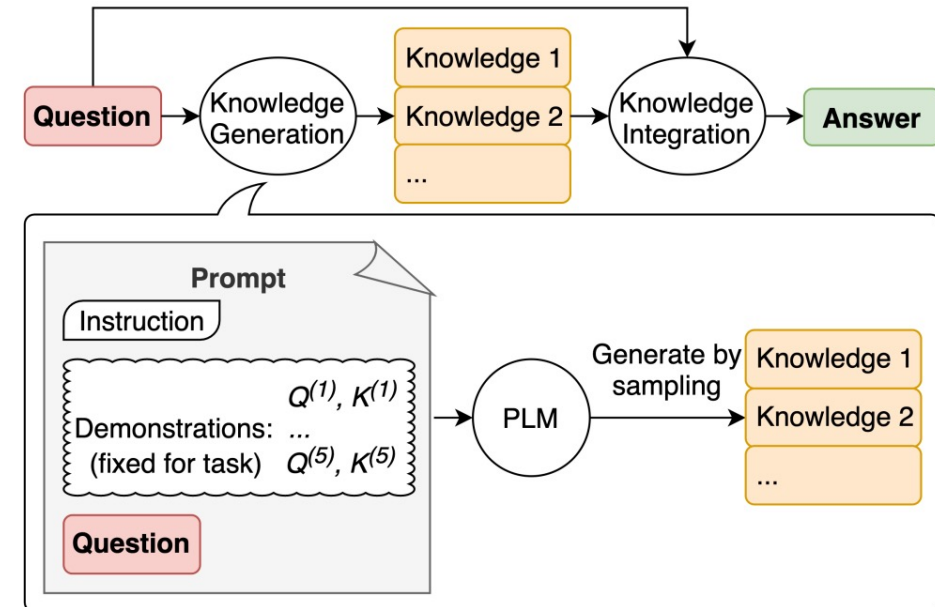 Question
Knowledge
Generation
Knowledge 1
Knowledge 2
...
Knowledge
Integration
Answer
Prompt
Instruction
Q(1), K(1)
Demonstrations: ...
(fixed for task) Q(5), K(5)
Question
PLM
Generate by
sampling
Knowledge 1
Knowledge 2
...